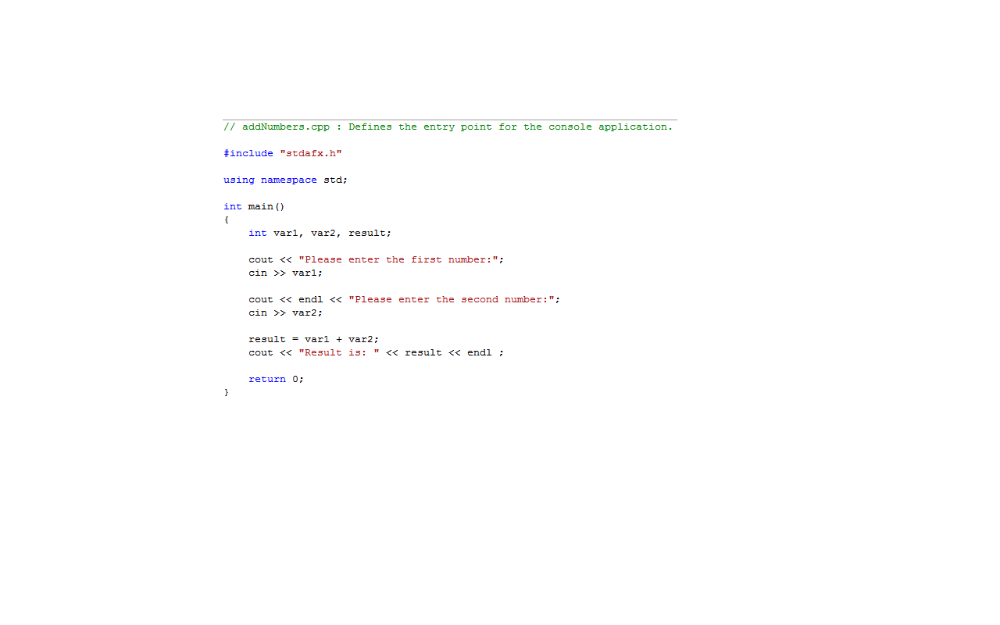 // addNumbers.cpp : Defines the entry point for the console application.
#include "stdafx.h"
using namespace std;
int main()
{
    int var1, var2, result;
    cout << "Please enter the first number:";
    cin >> var1;
    cout << endl << "Please enter the second number:";
    cin >> var2;
    result = var1 + var2;
    cout << "Result is: " << result << endl ;
    return 0;
}